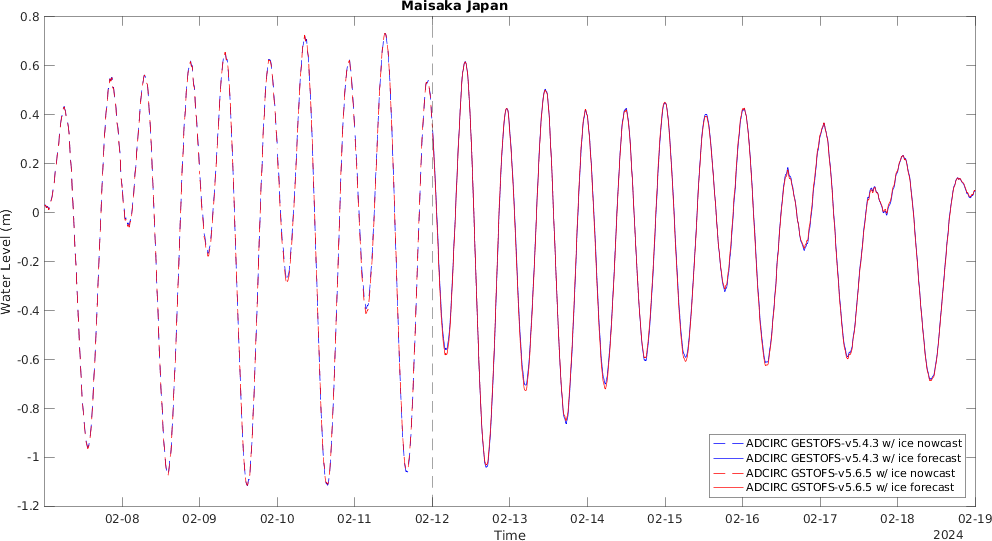 Maisaka Japan
0.8
0.6
0.4
0.2
0
-0.2
-0.4
-0.6
-0.8
-1
-1.2
Water Level (m)
02-08 02-09 02-10 02-11 02-12 02-13 02-14 02-15 02-16 02-17 02-18 02-19
Time
2024
ADCIRC GESTOFS-v5.4.3 w/ ice nowcast
ADCIRC GESTOFS-v5.4.3 w/ ice forecast
ADCIRC GSTOFS-v5.6.5 w/ ice nowcast
ADCIRC GSTOFS-v5.6.5 w/ ice forecast